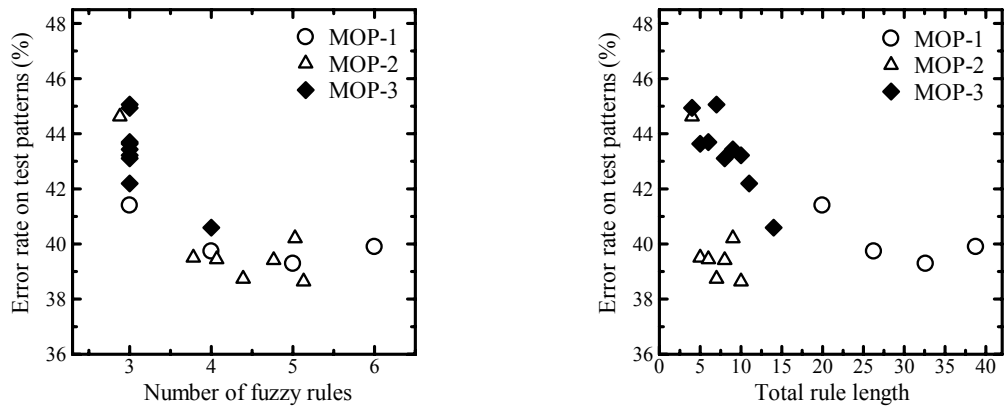 48
46
44
42
40
38
36
Error rate on test patterns (%)
MOP-1
MOP-2
MOP-3
3 4 5 6
Number of fuzzy rules
48
46
44
42
40
38
36
Error rate on test patterns (%)
MOP-1
MOP-2
MOP-3
0 5 10 15 20 25 30 35 40
Total rule length